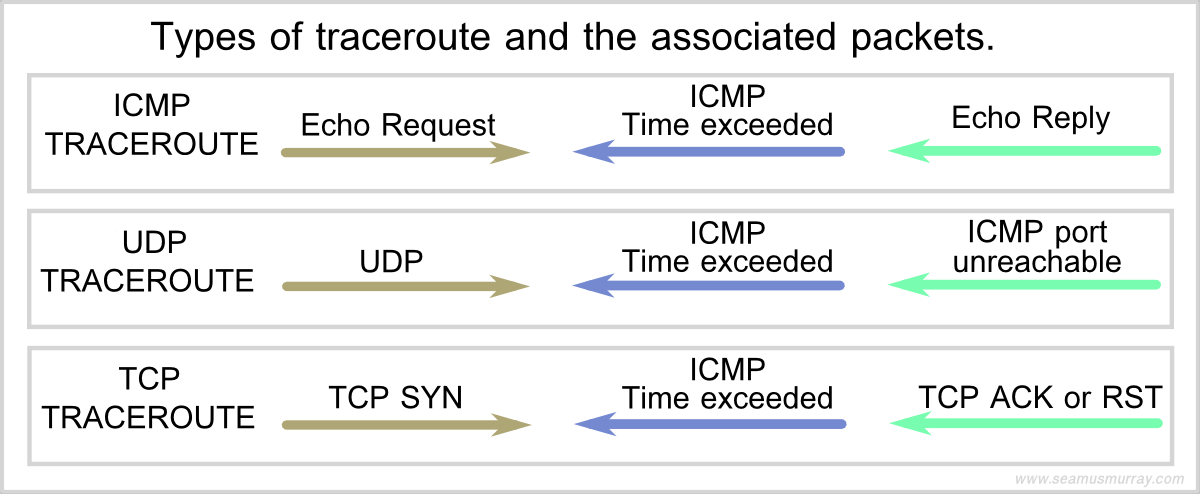 Types of traceroute and the associated packets.
ICMP
TRACEROUTE
Echo Request
ICMP
Time exceeded
Echo Reply
UDP
TRACEROUTE
UDP
ICMP
Time exceeded
ICMP port
unreachable
TCP
TRACEROUTE
TCP SYN
ICMP
Time exceeded
TCP ACK or RST
www.seamusmurray.com